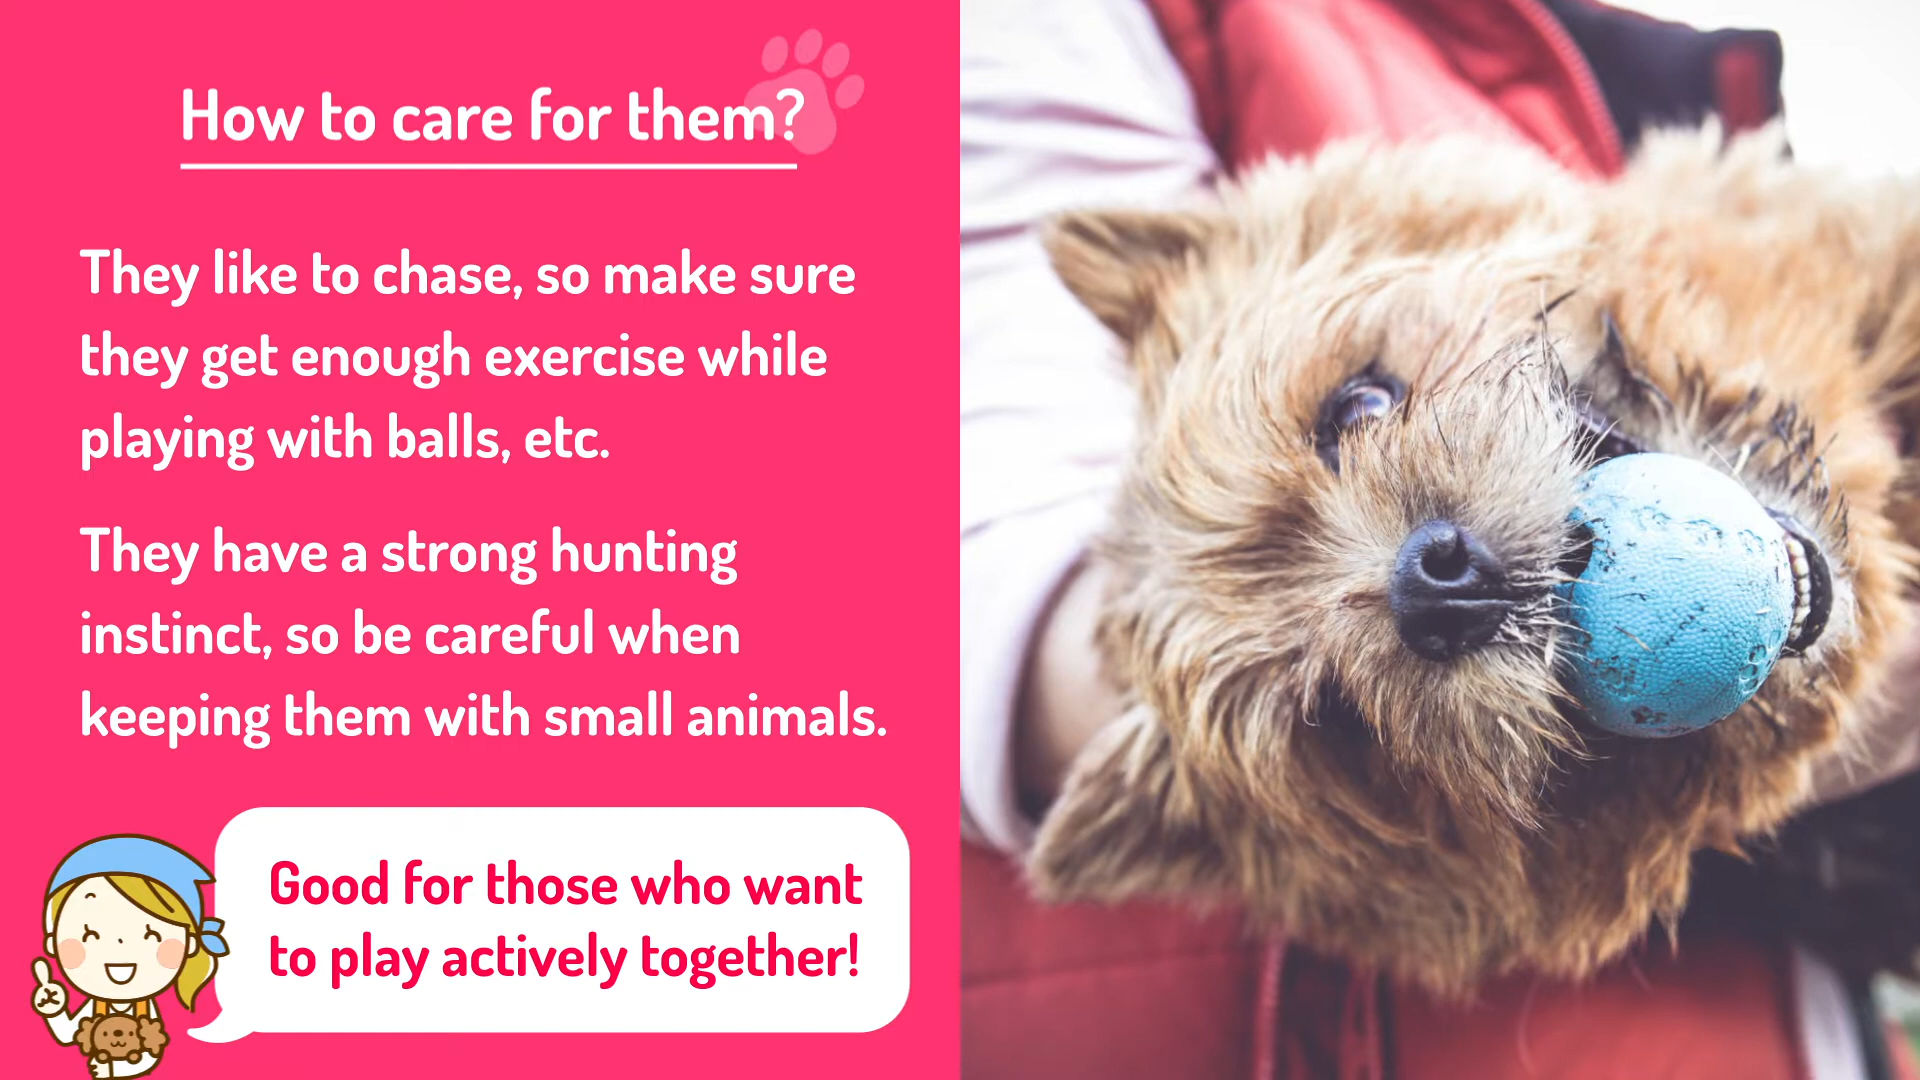 How to care for them?
They like to chase, so make sure
they get enough exercise while
playing with balls, etc.
They have a strong hunting
instinct, so be careful when
keeping them with small animals.
Good for those who want
to play actively together!